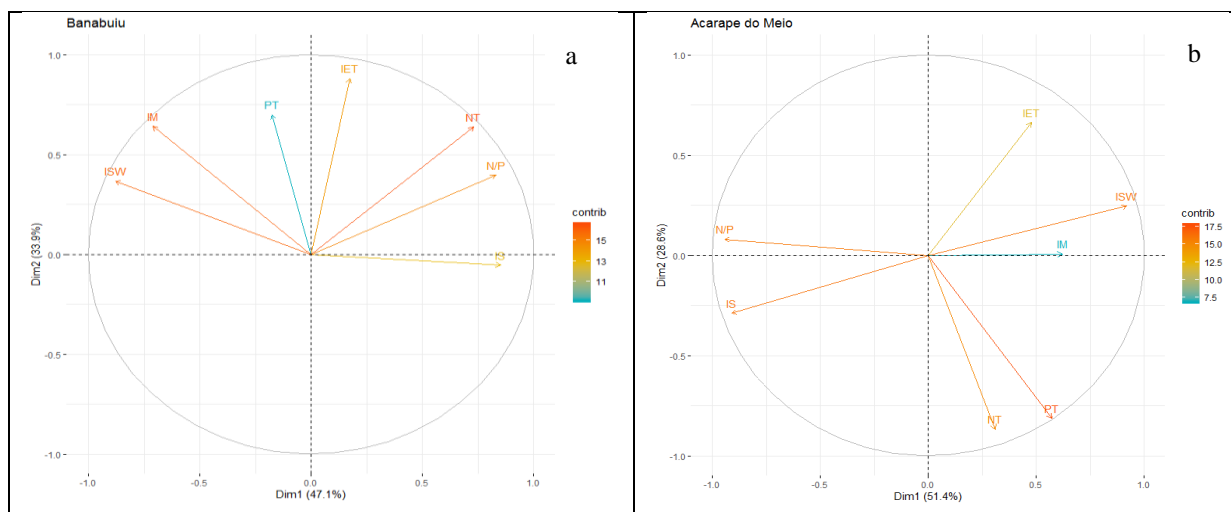 Banabuiu
a
1.0
0.5
0.0
-0.5
-1.0
Dim2 (33.9%)
IET
PT
IM
NT
ISW
N/P
IS
contrib
15
13
11
-1.0 -0.5 0.0 0.5 1.0
Dim1 (47.1%)
Acarape do Meio
b
1.0
0.5
0.0
-0.5
-1.0
Dim2 (28.6%)
IET
ISW
N/P
IM
IS
PT
NT
contrib
17.5
15.0
12.5
10.0
7.5
-1.0 -0.5 0.0 0.5 1.0
Dim1 (51.4%)